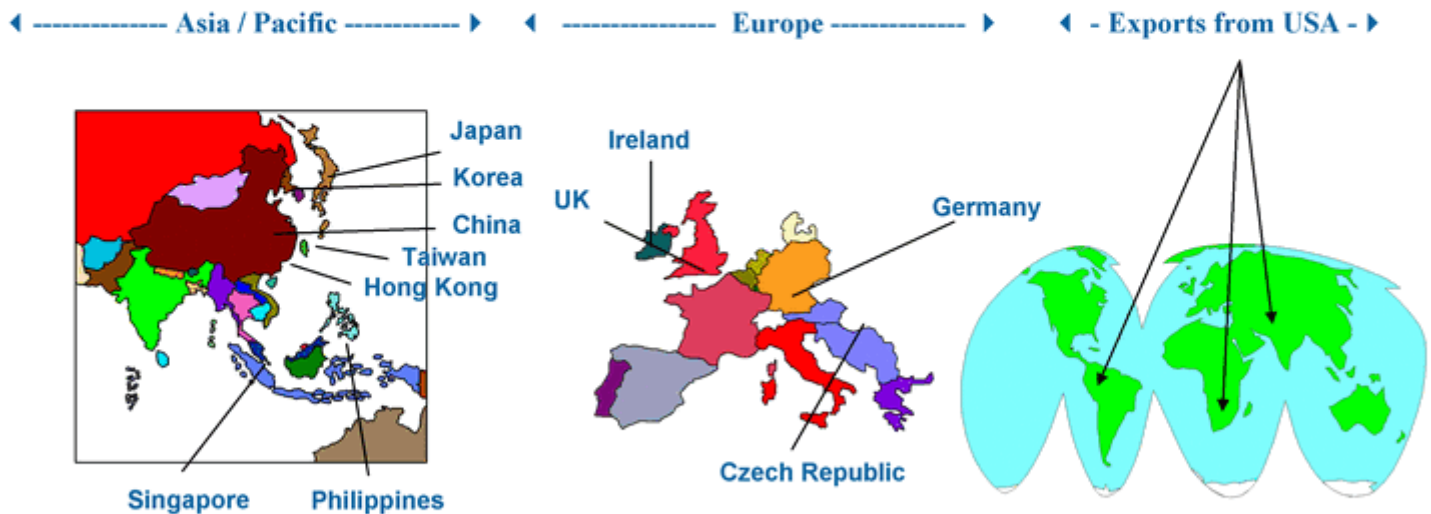 ---------------- Asia / Pacific ----------------
---------------- Europe ----------------
- Exports from USA -
Japan
Korea
China
Taiwan
Hong Kong
Singapore
Philippines
Ireland
UK
Germany
Czech Republic